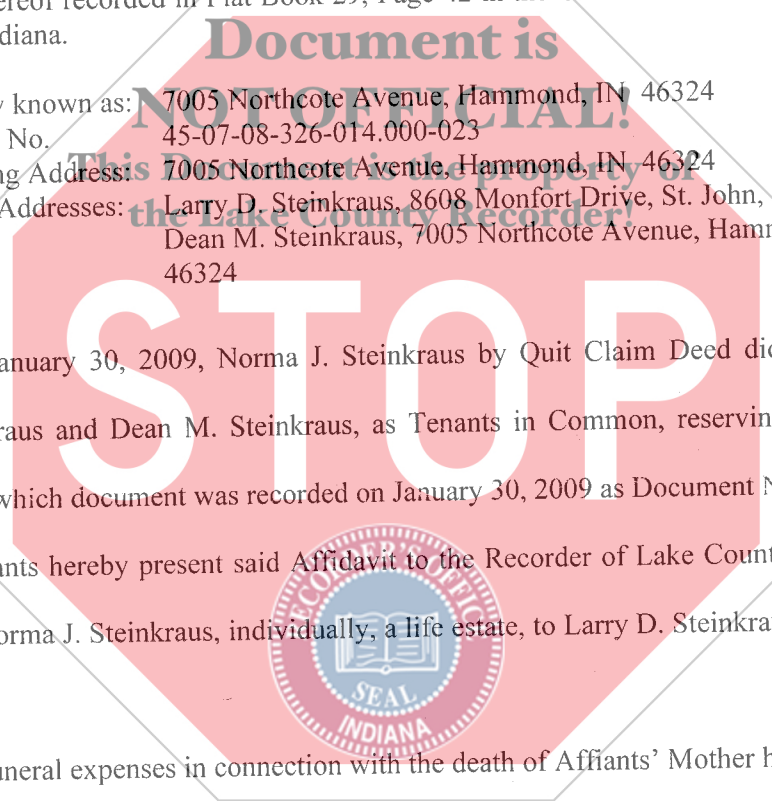 hereof recorded in Plat Book 29, Page 42 in the
diana.
Document is
NOT OFFICIAL!
This Document is the property of
the Lake County Recorder!
known as: 7005 Northcote Avenue, Hammond, IN 46324
No. 45-07-08-326-014.000-023
ng Address: 7005 Northcote Avenue, Hammond, IN 46324
Addresses: Larry D. Steinkraus, 8608 Monfort Drive, St. John,
Dean M. Steinkraus, 7005 Northcote Avenue, Hamm
46324
STOP
anuary 30, 2009, Norma J. Steinkraus by Quit Claim Deed did
raus and Dean M. Steinkraus, as Tenants in Common, reservin
which document was recorded on January 30, 2009 as Document N
ants hereby present said Affidavit to the Recorder of Lake Count
orma J. Steinkraus, individually, a life estate, to Larry D. Steinkra
RECORDER'S OFFICE
SEAL
INDIANA
uneral expenses in connection with the death of Affiants' Mother h